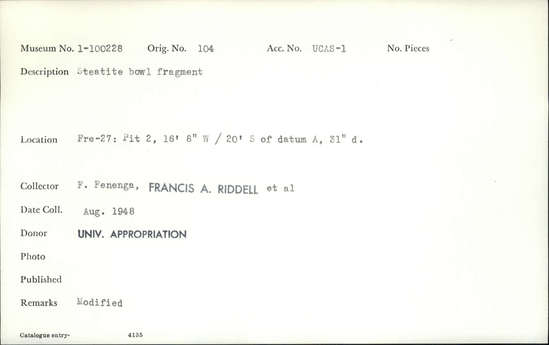 Museum No. 1-100228 Orig. No. 104 Acc. No. UCAS-1 No. Pieces
Description Steatite bowl fragment
Location Fre-27: Pit 2, 16' 8" W / 20' S of datum A, 31" d.
Collector F. Fenenga, FRANCIS A. RIDDELL et al
Date Coll. Aug. 1948
Donor UNIV. APPROPRIATION
Photo
Published
Remarks Modified
Catalogue entry- 4135